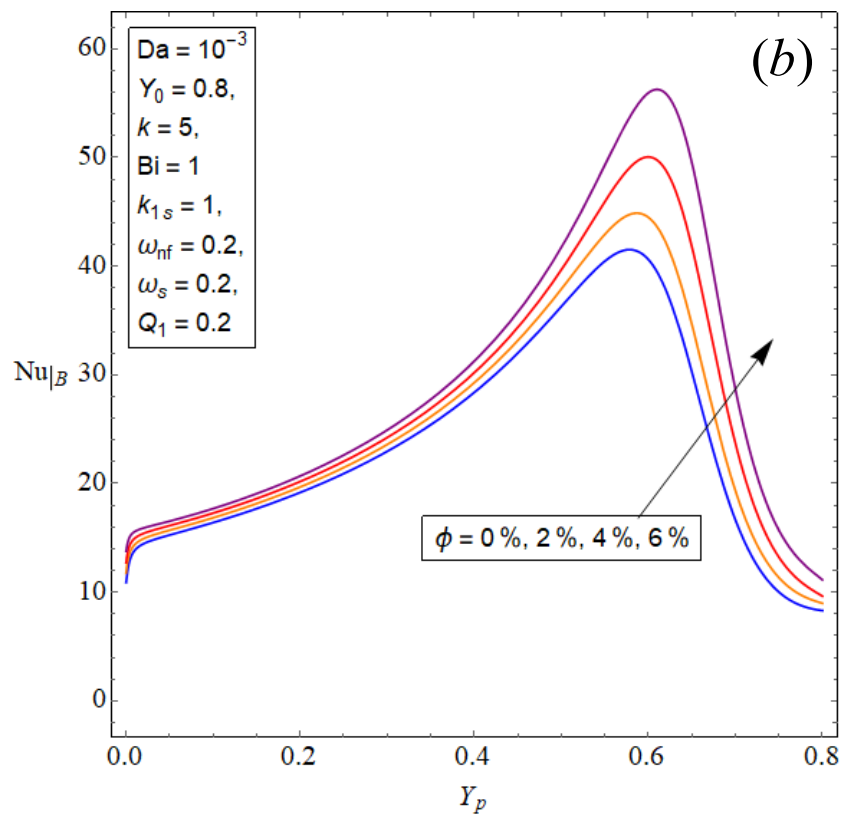 (b)
Da = 10⁻³
Y₀ = 0.8,
k = 5,
Bi = 1
k₁ₛ = 1,
ω_nf = 0.2,
ωₛ = 0.2,
Q₁ = 0.2
60
50
40
Nu|B 30
20
ϕ = 0 %, 2 %, 4 %, 6 %
10
0
0.0 0.2 0.4 0.6 0.8
Yₚ